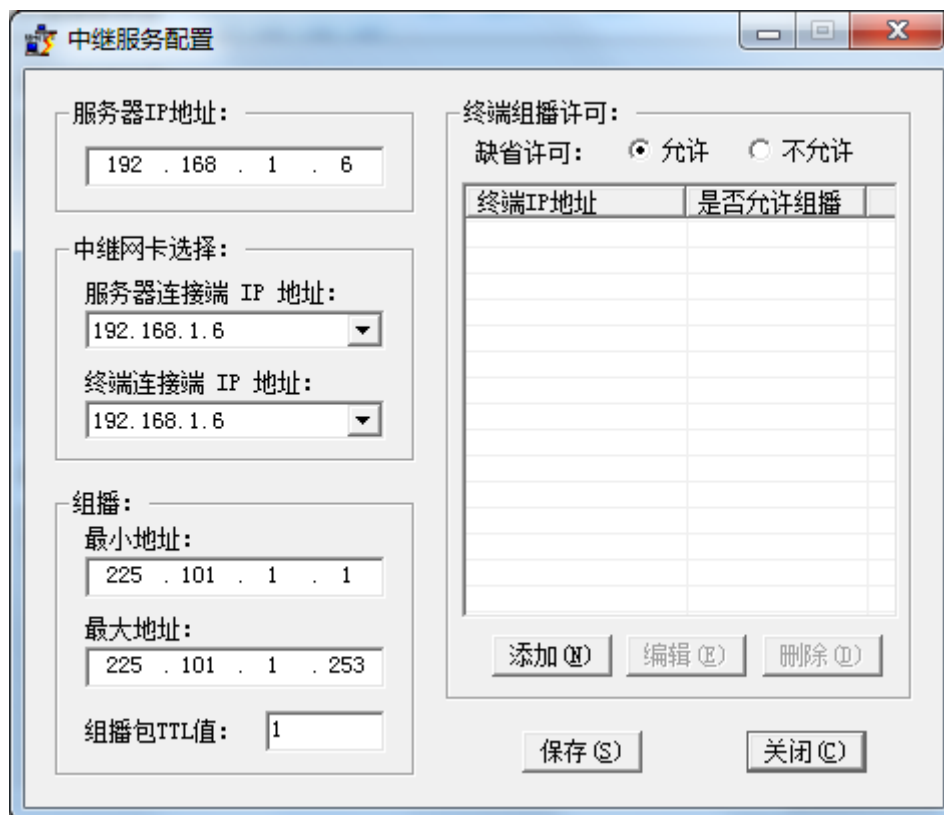 中继服务配置
服务器IP地址:
192 . 168 . 1 . 6
中继网卡选择:
服务器连接端 IP 地址:
192.168.1.6
终端连接端 IP 地址:
192.168.1.6
组播:
最小地址:
225 . 101 . 1 . 1
最大地址:
225 . 101 . 1 . 253
组播包TTL值: 1
终端组播许可:
缺省许可: 允许 不允许
终端IP地址 是否允许组播
添加(N) 编辑(E) 删除(D)
保存(S) 关闭(C)